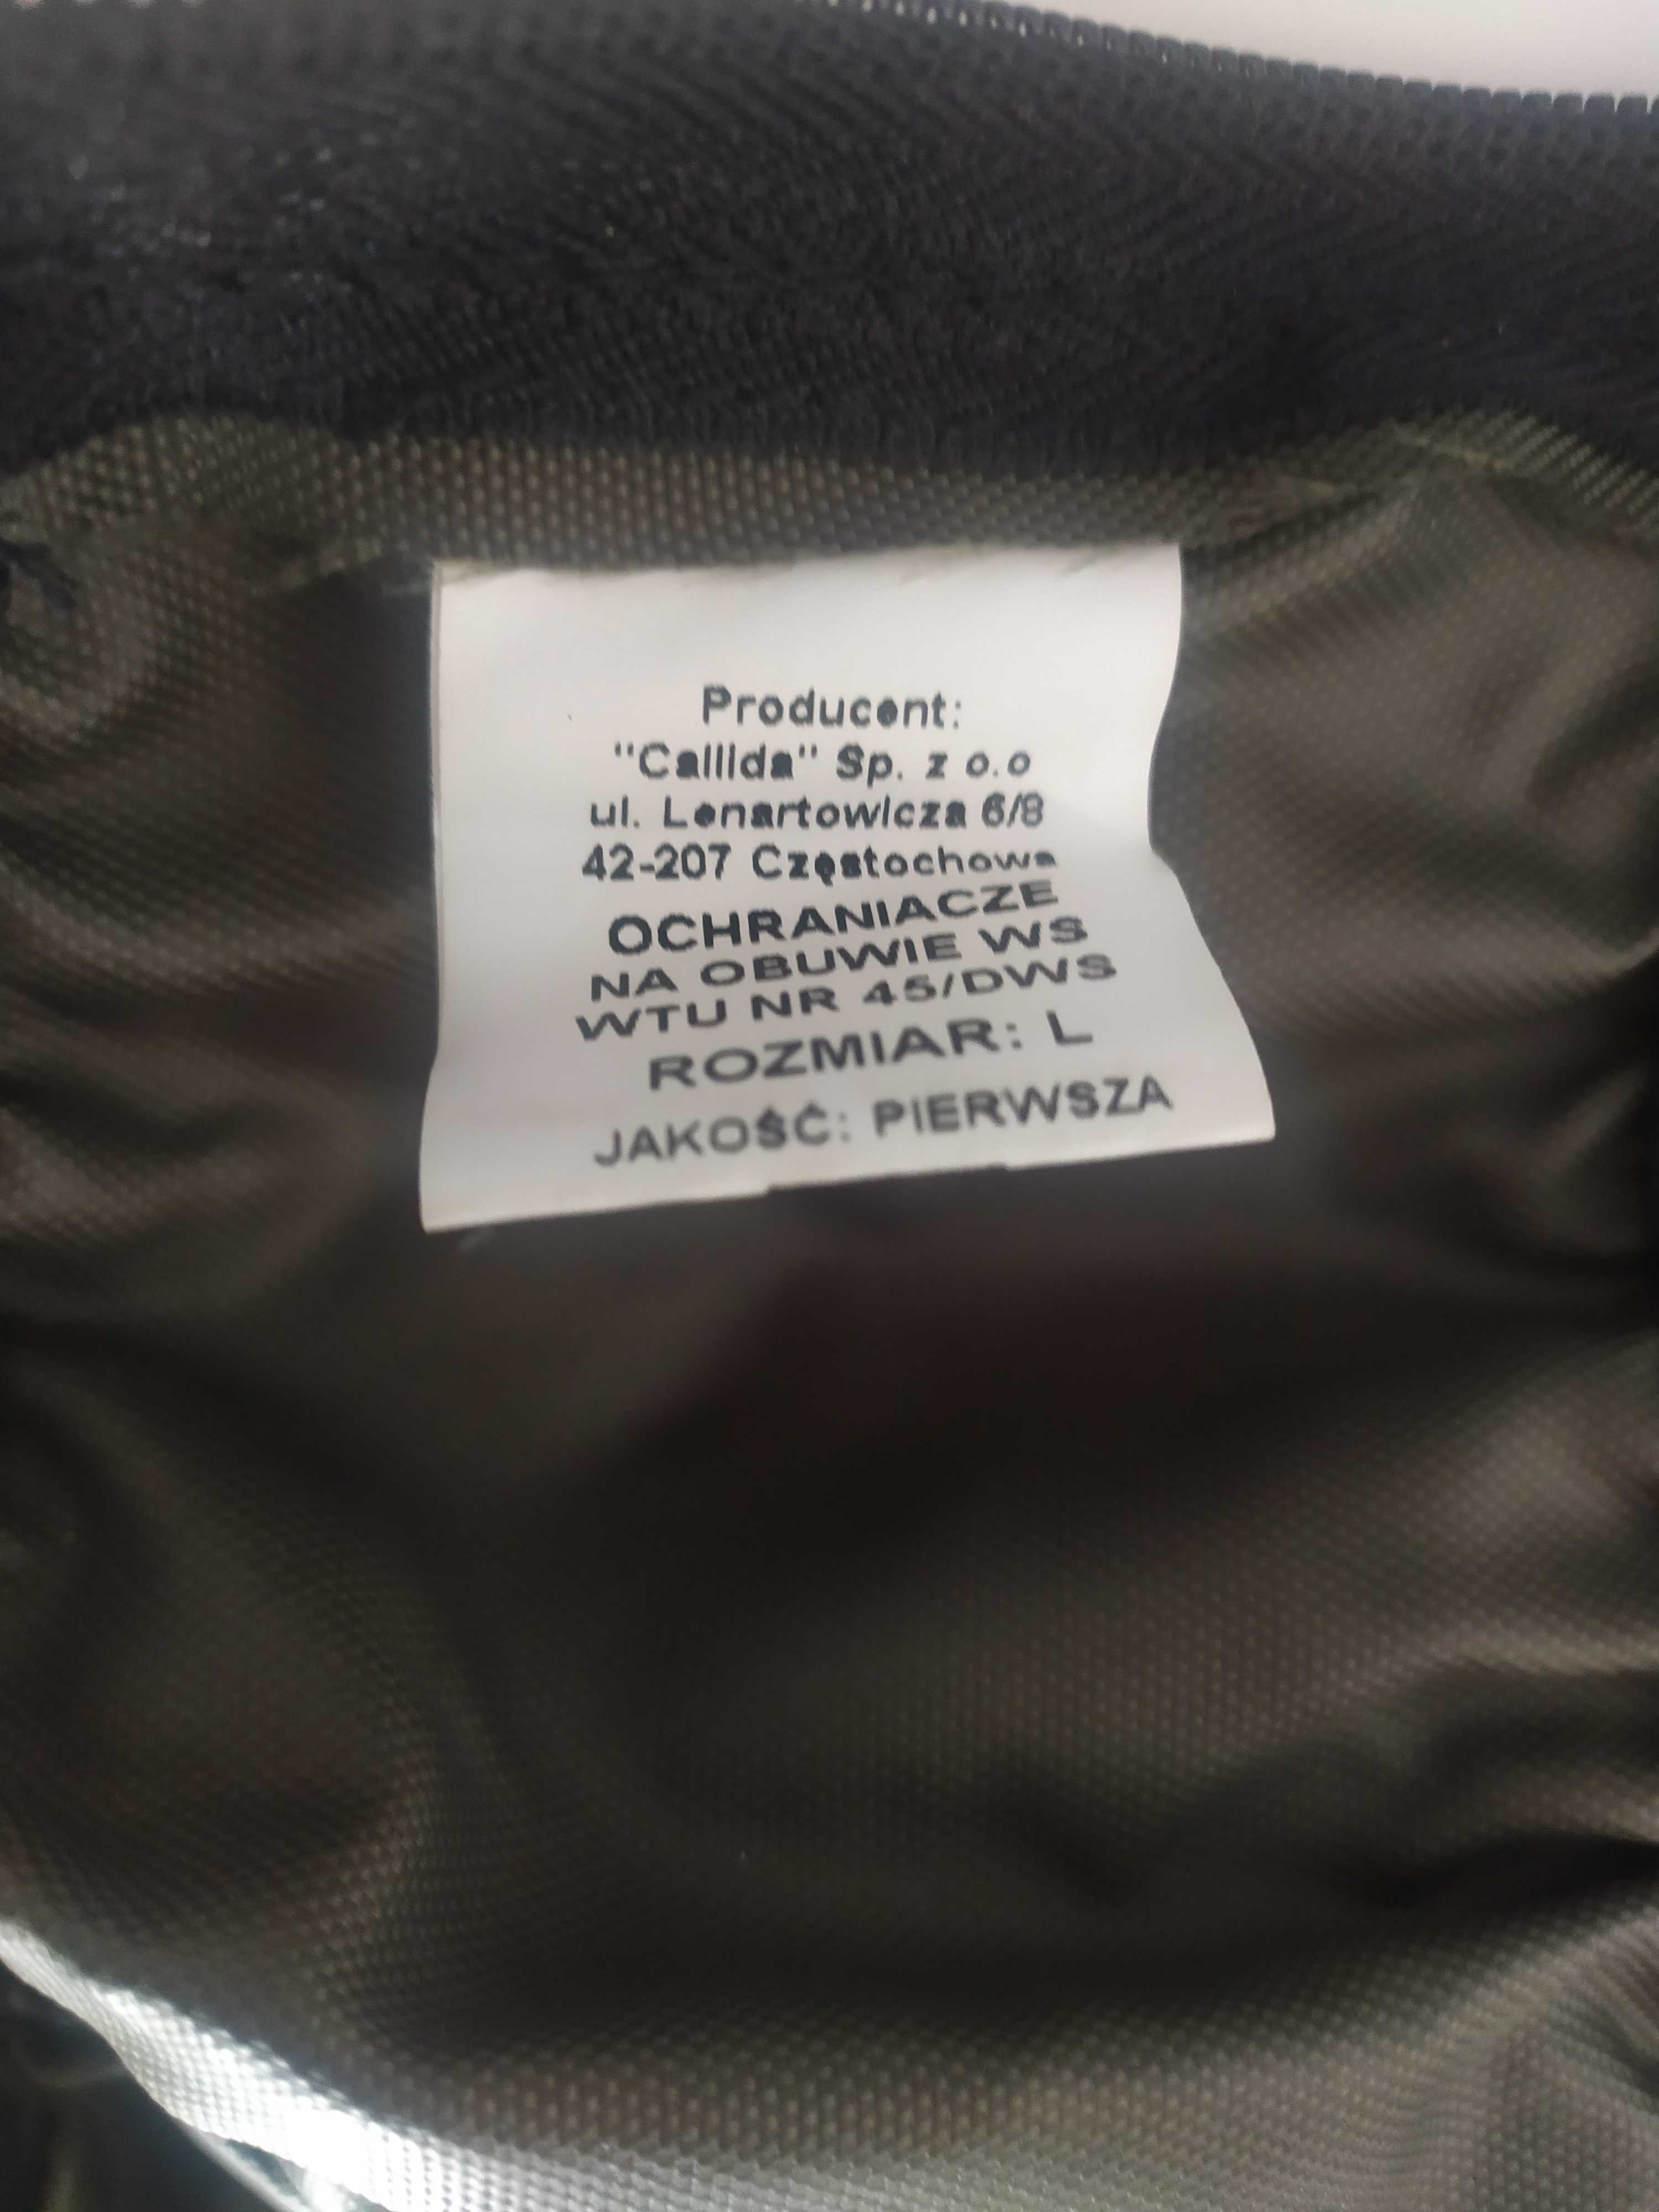 Producent:
"Callida" Sp. z o.o
ul. Lenartowicza 6/8
42-207 Częstochowa
OCHRANIACZE
NA OBUWIE WS
WTU NR 45/DWS
ROZMIAR: L
JAKOŚĆ: PIERWSZA